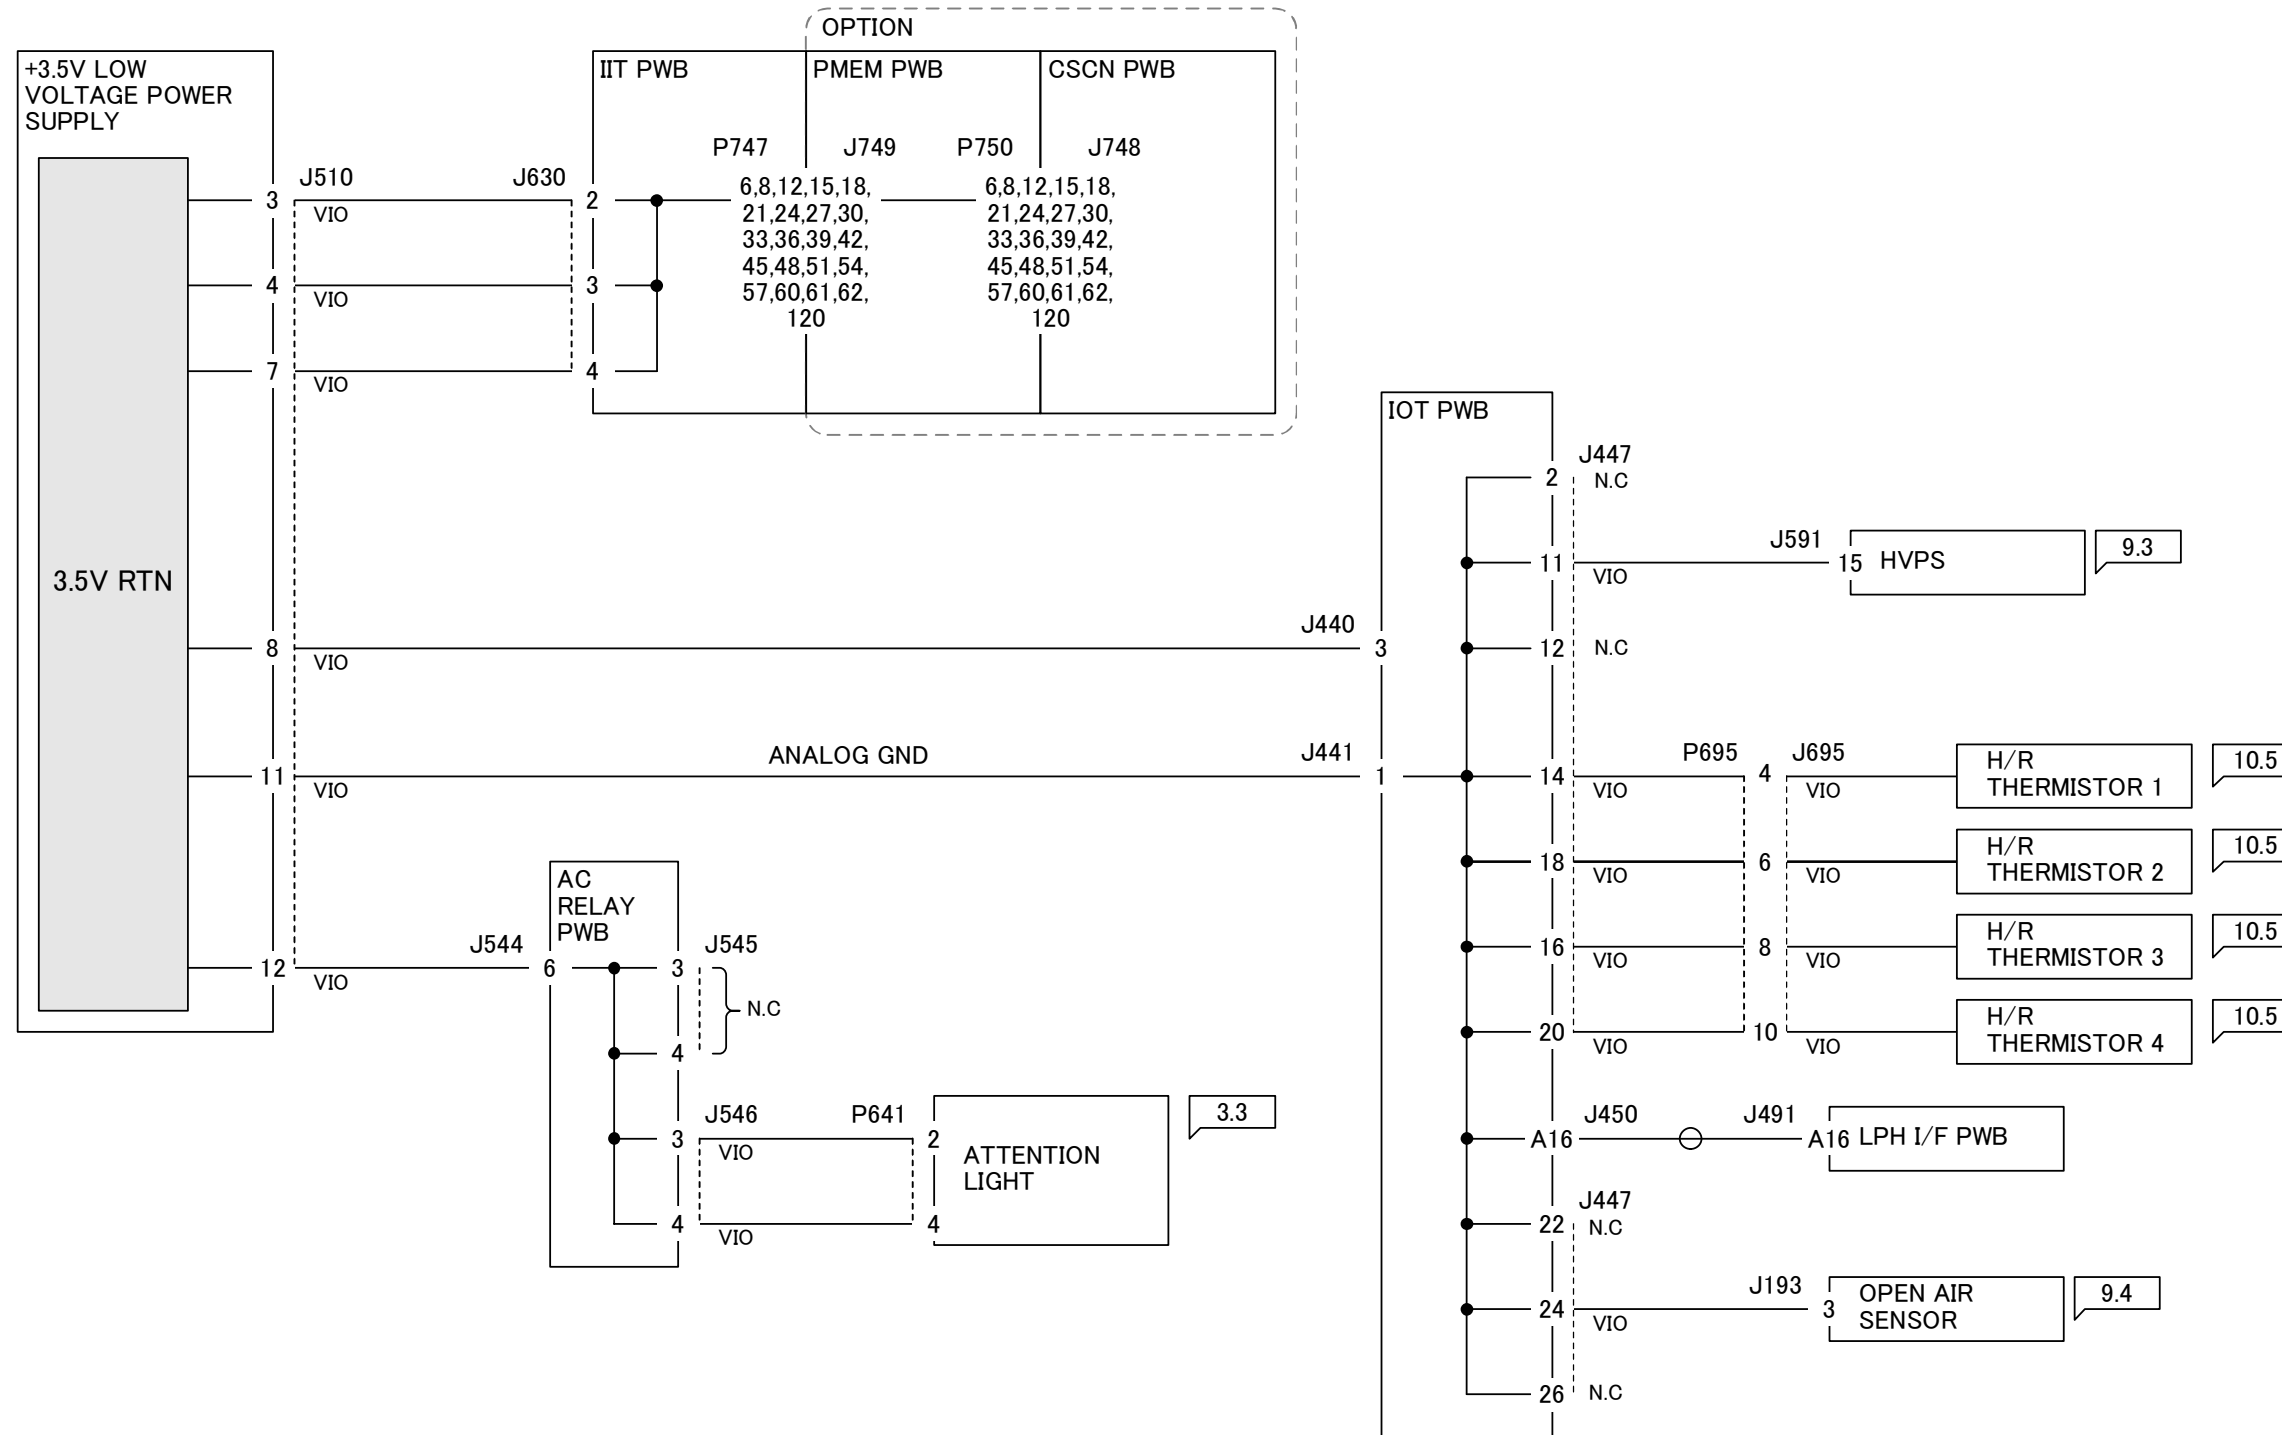 OPTION
+3.5V LOW
VOLTAGE POWER
SUPPLY
IIT PWB
PMEM PWB
CSCN PWB
P747
J749
P750
J748
J510
J630
3
VIO
2
6,8,12,15,18,
21,24,27,30,
33,36,39,42,
45,48,51,54,
57,60,61,62,
120
6,8,12,15,18,
21,24,27,30,
33,36,39,42,
45,48,51,54,
57,60,61,62,
120
4
VIO
3
7
VIO
4
IOT PWB
J447
2
N.C
3.5V RTN
11
VIO
J591
15
HVPS
9.3
8
VIO
J440
3
12
N.C
11
VIO
ANALOG GND
J441
1
14
VIO
P695
4
J695
VIO
H/R
THERMISTOR 1
10.5
18
VIO
6
VIO
H/R
THERMISTOR 2
10.5
AC
RELAY
PWB
16
VIO
8
VIO
H/R
THERMISTOR 3
10.5
12
VIO
J544
6
3
J545
N.C
4
20
VIO
10
VIO
H/R
THERMISTOR 4
10.5
J546
3
VIO
P641
2
ATTENTION
LIGHT
3.3
4
VIO
4
A16
J450
J491
A16
LPH I/F PWB
J447
22
N.C
24
VIO
J193
3
OPEN AIR
SENSOR
9.4
26
N.C